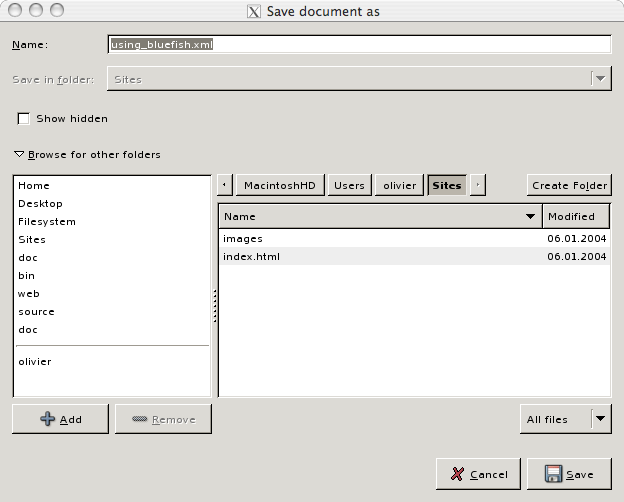 Save document as
Name: using_bluefish.xml
Save in folder: Sites
Show hidden
Browse for other folders
MacintoshHD Users olivier Sites Create Folder
Home
Desktop
Filesystem
Sites
doc
bin
web
source
doc
olivier
Name Modified
images 06.01.2004
index.html 06.01.2004
Add Remove All files
Cancel Save